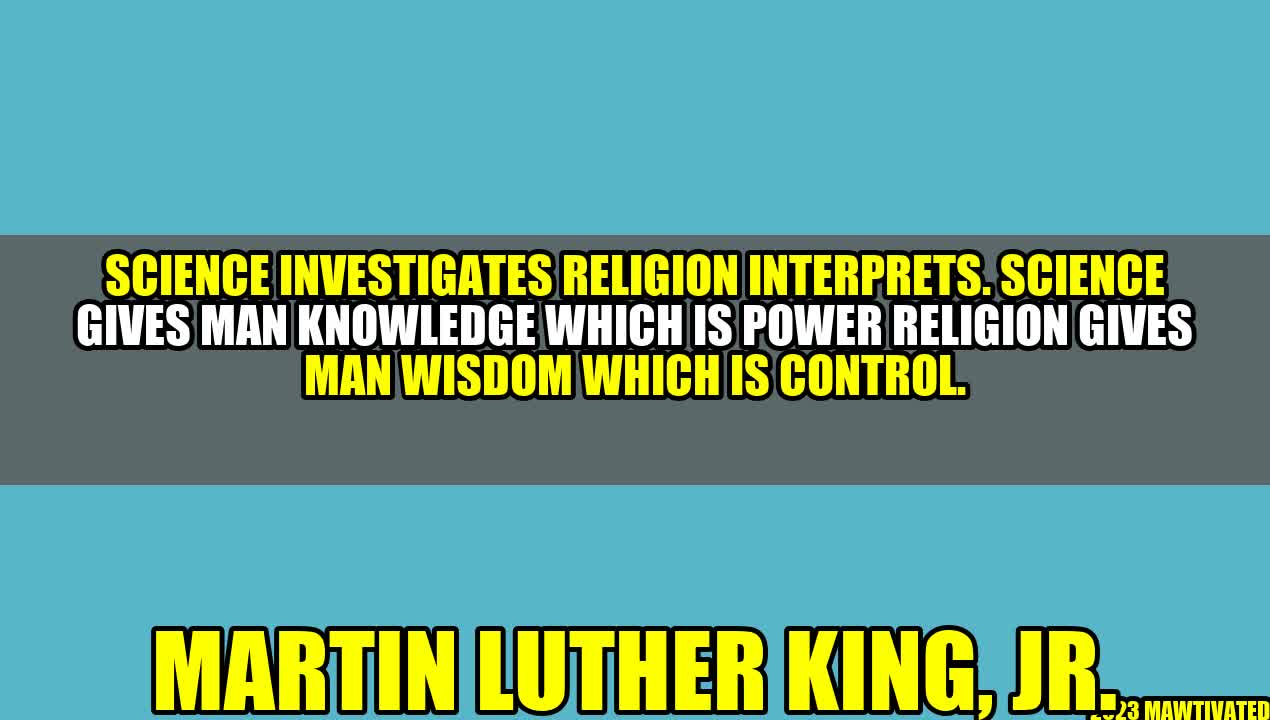 SCIENCE INVESTIGATES RELIGION INTERPRETS. SCIENCE
GIVES MAN KNOWLEDGE WHICH IS POWER RELIGION GIVES
MAN WISDOM WHICH IS CONTROL.
MARTIN LUTHER KING, JR.
2023 MAWTIVATED